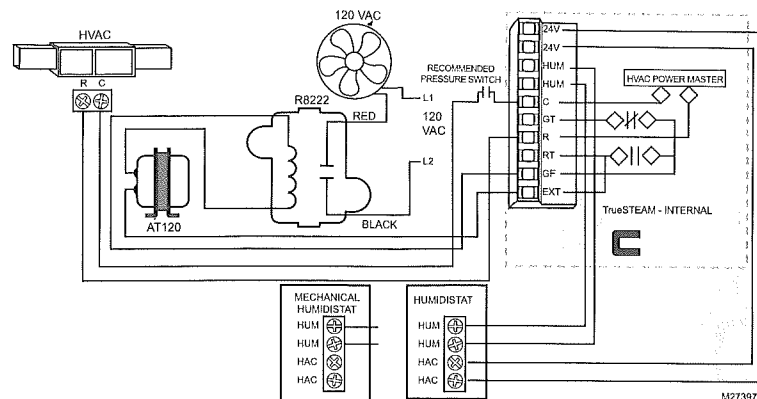 120 VAC
HVAC
R C
R8222
RED
L1
120
VAC
L2
BLACK
AT120
RECOMMENDED
PRESSURE SWITCH
24V
24V
HUM
HUM
C
GT
R
RT
GF
EXT
HVAC POWER MASTER
TrueSTEAM - INTERNAL
MECHANICAL
HUMIDISTAT
HUM
HUM
HAC
HAC
HUMIDISTAT
HUM
HUM
HAC
HAC
M27397